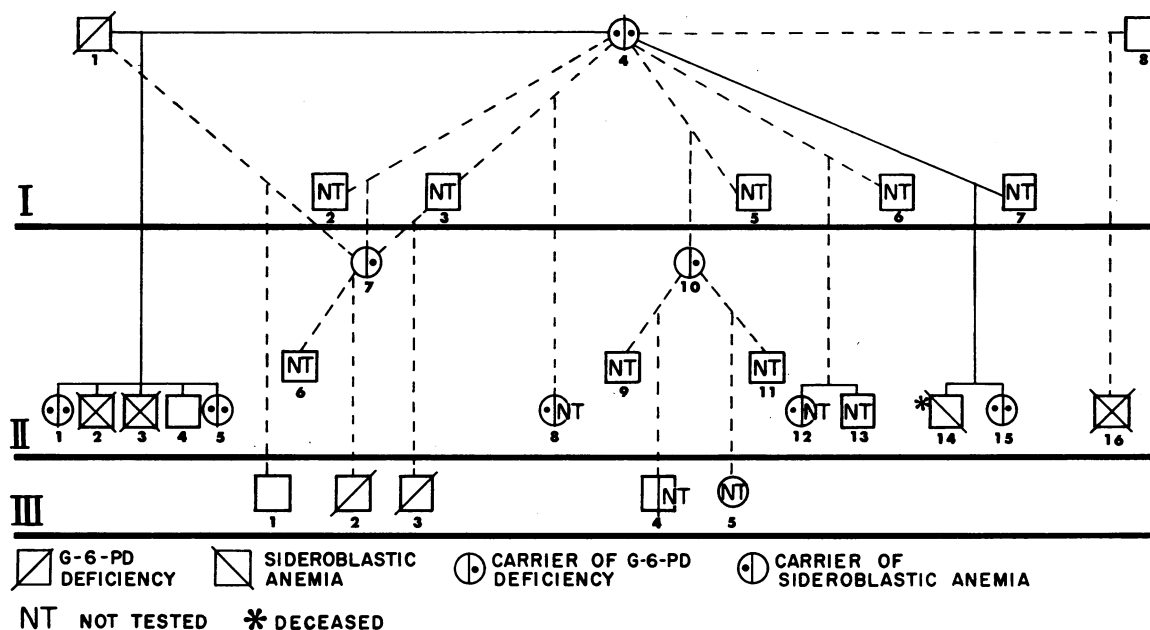 1
4
8
NT
NT
NT
NT
NT
I
2
3
5
6
7
7
10
NT
NT
NT
6
9
11
NT
NT
NT
*
II
1
2
3
4
5
8
12
13
14
15
16
III
NT
NT
1
2
3
4
5
G-6-PD
DEFICIENCY
SIDEROBLASTIC
ANEMIA
CARRIER OF G-6-PD
DEFICIENCY
CARRIER OF
SIDEROBLASTIC ANEMIA
NT NOT TESTED
* DECEASED